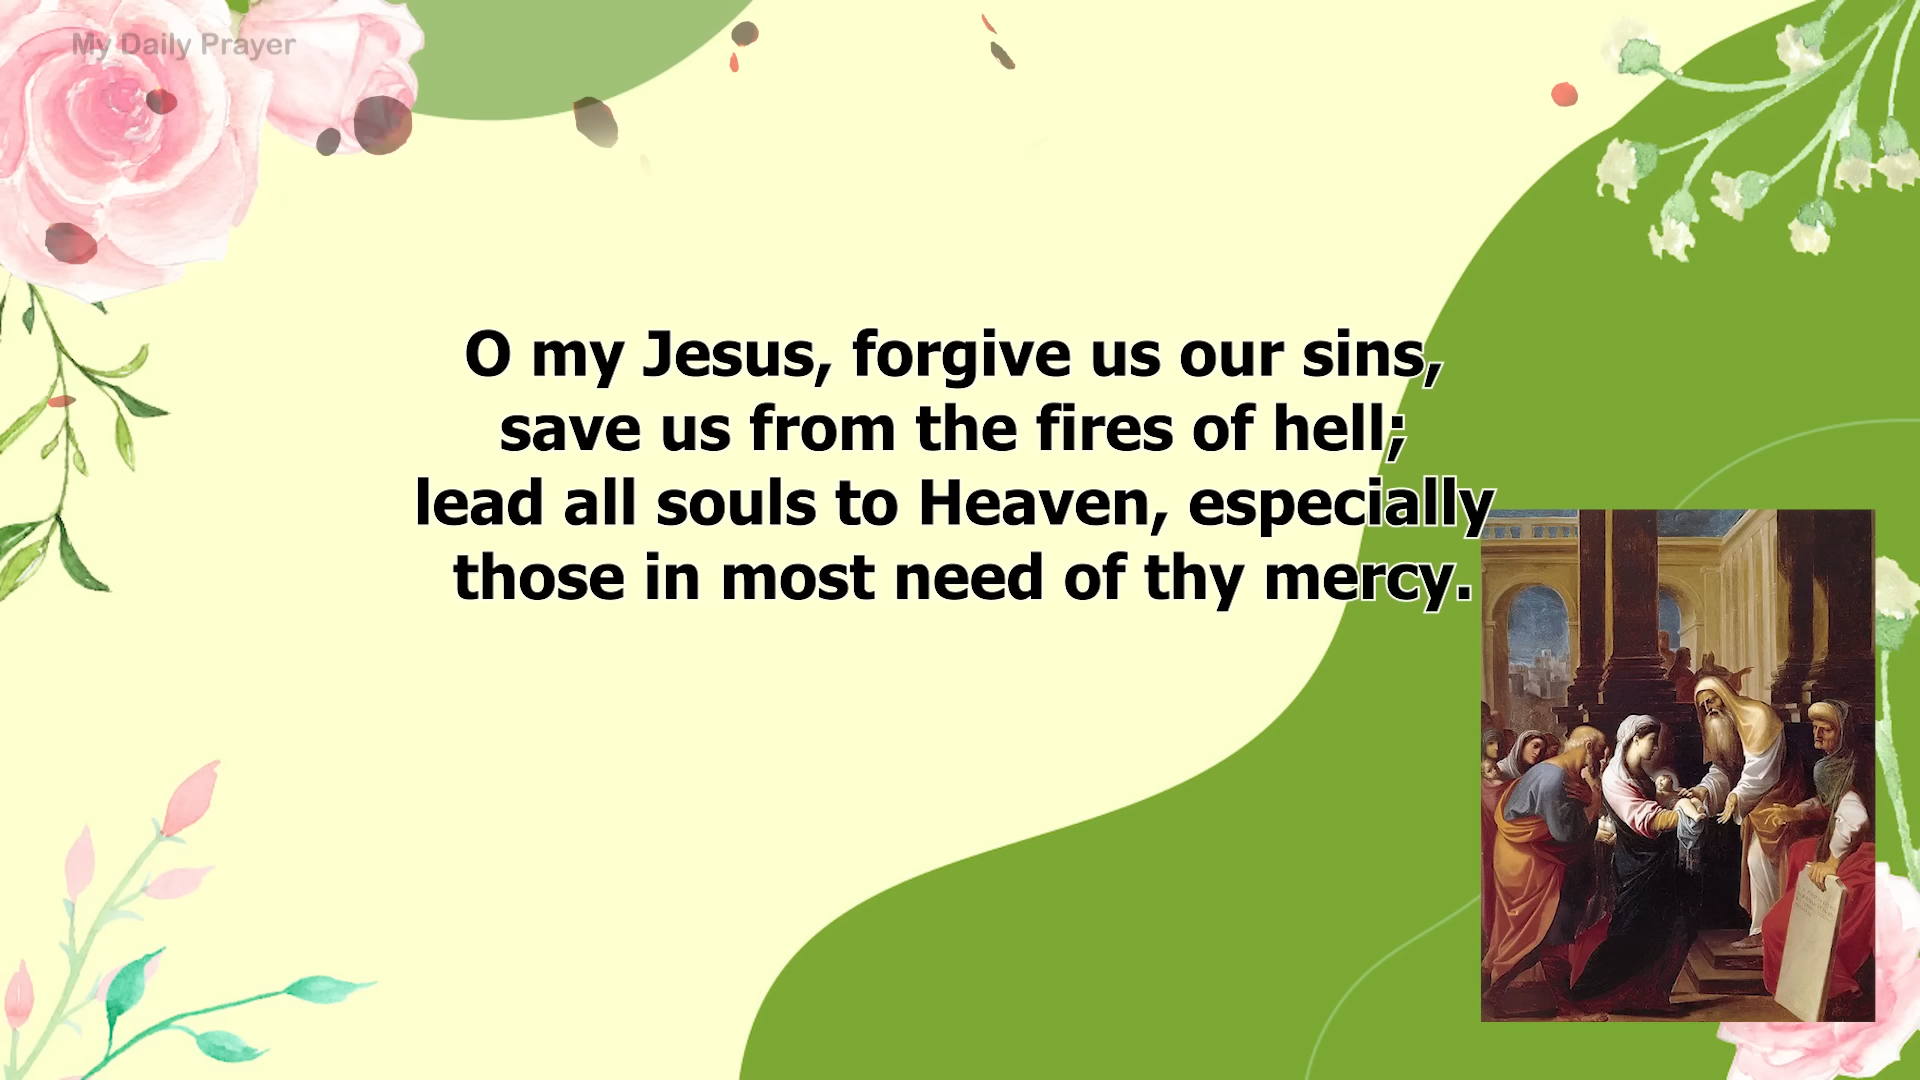 My Daily Prayer
O my Jesus, forgive us our sins,
save us from the fires of hell;
lead all souls to Heaven, especially
those in most need of thy mercy.